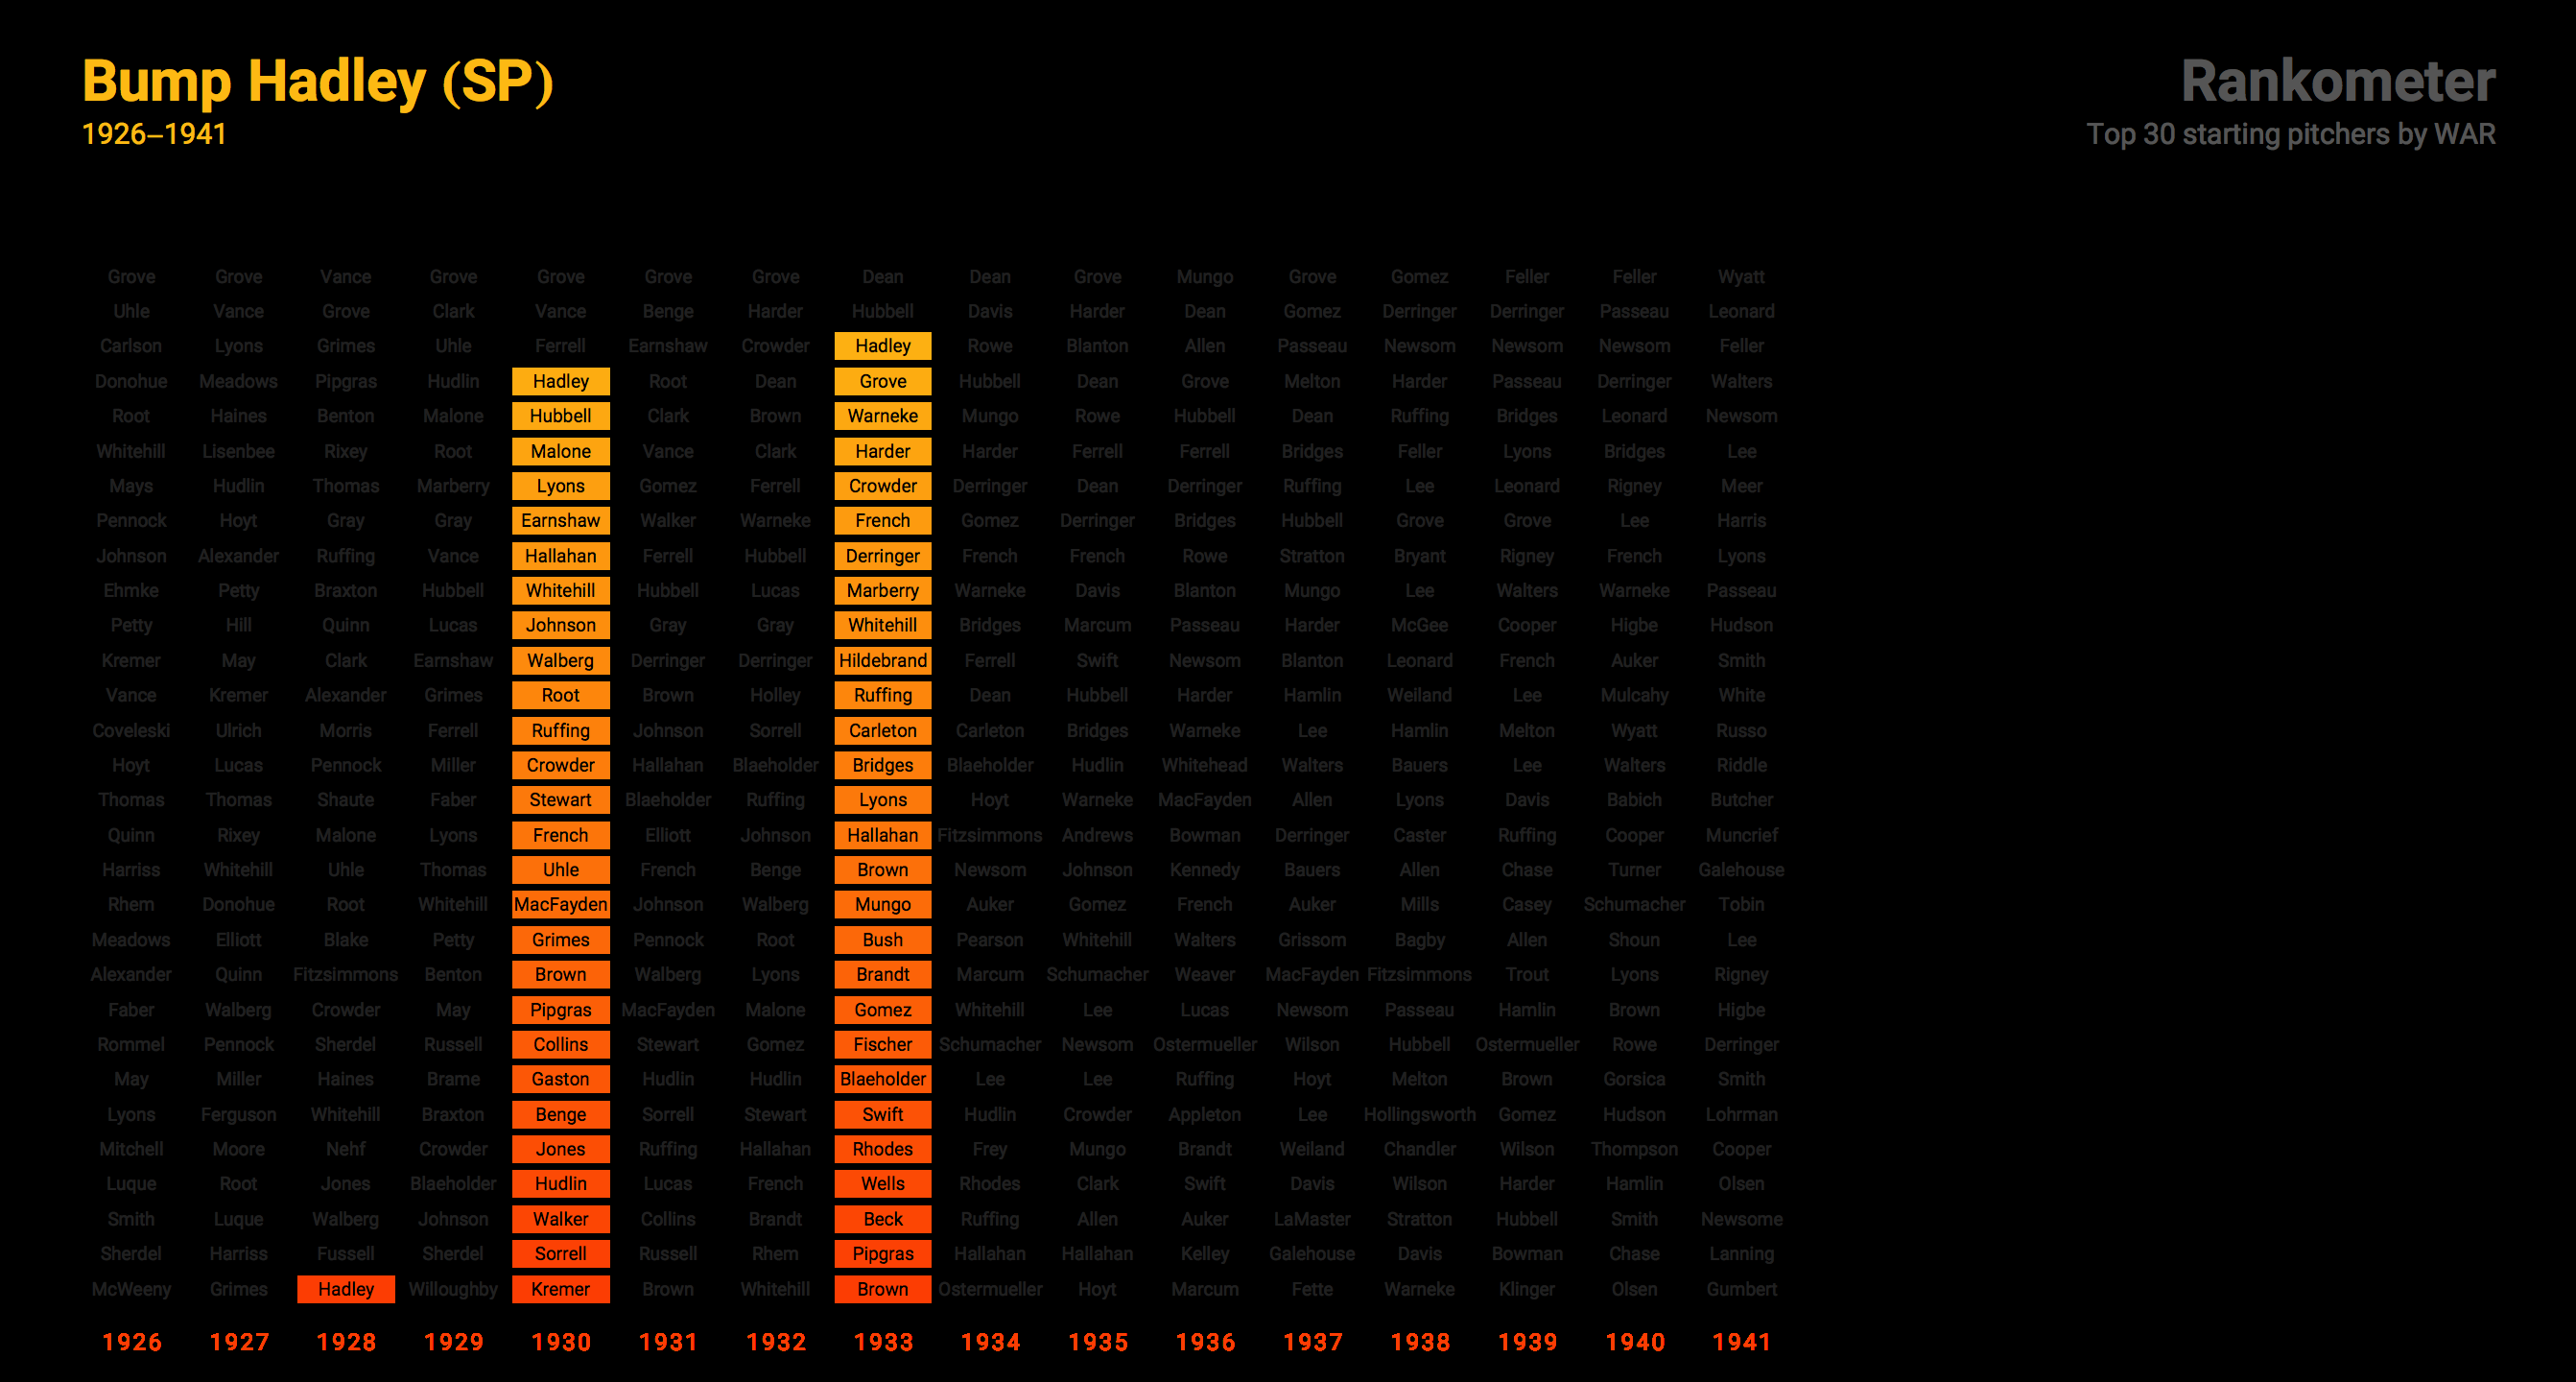 Bump Hadley (SP)
1926–1941
Rankometer
Top 30 starting pitchers by WAR
Grove Grove Vance Grove Grove Grove Grove Dean Dean Grove Mungo Grove Gomez Feller Feller Wyatt
Uhle Vance Grove Clark Vance Benge Harder Hubbell Davis Harder Dean Gomez Derringer Derringer Passeau Leonard
Carlson Lyons Grimes Uhle Ferrell Earnshaw Crowder Hadley Rowe Blanton Allen Passeau Newsom Newsom Newsom Feller
Donohue Meadows Pipgras Hudlin Hadley Root Dean Grove Hubbell Dean Grove Melton Harder Passeau Derringer Walters
Root Haines Benton Malone Hubbell Clark Brown Warneke Mungo Rowe Hubbell Dean Ruffing Bridges Leonard Newsom
Whitehill Lisenbee Rixey Root Malone Vance Clark Harder Harder Ferrell Ferrell Bridges Feller Lyons Bridges Lee
Mays Hudlin Thomas Marberry Lyons Gomez Ferrell Crowder Derringer Dean Derringer Ruffing Lee Leonard Rigney Meer
Pennock Hoyt Gray Gray Earnshaw Walker Warneke French Gomez Derringer Bridges Hubbell Grove Grove Lee Harris
Johnson Alexander Ruffing Vance Hallahan Ferrell Hubbell Derringer French French Rowe Stratton Bryant Rigney French Lyons
Ehmke Petty Braxton Hubbell Whitehill Hubbell Lucas Marberry Warneke Davis Blanton Mungo Lee Walters Warneke Passeau
Petty Hill Quinn Lucas Johnson Gray Gray Whitehill Bridges Marcum Passeau Harder McGee Cooper Higbe Hudson
Kremer May Clark Earnshaw Walberg Derringer Derringer Hildebrand Ferrell Swift Newsom Blanton Leonard French Auker Smith
Vance Kremer Alexander Grimes Root Brown Holley Ruffing Dean Hubbell Harder Hamlin Weiland Lee Mulcahy White
Coveleski Ulrich Morris Ferrell Ruffing Johnson Sorrell Carleton Carleton Bridges Warneke Lee Hamlin Melton Wyatt Russo
Hoyt Lucas Pennock Miller Crowder Hallahan Blaeholder Bridges Blaeholder Hudlin Whitehead Walters Bauers Lee Walters Riddle
Thomas Thomas Shaute Faber Stewart Blaeholder Ruffing Lyons Hoyt Warneke MacFayden Allen Lyons Davis Babich Butcher
Quinn Rixey Malone Lyons French Elliott Johnson Hallahan Fitzsimmons Andrews Bowman Derringer Caster Ruffing Cooper Muncrief
Harriss Whitehill Uhle Thomas Uhle French Benge Brown Newsom Johnson Kennedy Bauers Allen Chase Turner Galehouse
Rhem Donohue Root Whitehill MacFayden Johnson Walberg Mungo Auker Gomez French Auker Mills Casey Schumacher Tobin
Meadows Elliott Blake Petty Grimes Pennock Root Bush Pearson Whitehill Walters Grissom Bagby Allen Shoun Lee
Alexander Quinn Fitzsimmons Benton Brown Walberg Lyons Brandt Marcum Schumacher Weaver MacFayden Fitzsimmons Trout Lyons Rigney
Faber Walberg Crowder May Pipgras MacFayden Malone Gomez Whitehill Lee Lucas Newsom Passeau Hamlin Brown Higbe
Rommel Pennock Sherdel Russell Collins Stewart Gomez Fischer Schumacher Newsom Ostermueller Wilson Hubbell Ostermueller Rowe Derringer
May Miller Haines Brame Gaston Hudlin Hudlin Blaeholder Lee Lee Ruffing Hoyt Melton Brown Gorsica Smith
Lyons Ferguson Whitehill Braxton Benge Sorrell Stewart Swift Hudlin Crowder Appleton Lee Hollingsworth Gomez Hudson Lohrman
Mitchell Moore Nehf Crowder Jones Ruffing Hallahan Rhodes Frey Mungo Brandt Weiland Chandler Wilson Thompson Cooper
Luque Root Jones Blaeholder Hudlin Lucas French Wells Rhodes Clark Swift Davis Wilson Harder Hamlin Olsen
Smith Luque Walberg Johnson Walker Collins Brandt Beck Ruffing Allen Auker LaMaster Stratton Hubbell Smith Newsome
Sherdel Harriss Fussell Sherdel Sorrell Russell Rhem Pipgras Hallahan Hallahan Kelley Galehouse Davis Bowman Chase Lanning
McWeeny Grimes Hadley Willoughby Kremer Brown Whitehill Brown Ostermueller Hoyt Marcum Fette Warneke Klinger Olsen Gumbert
1926 1927 1928 1929 1930 1931 1932 1933 1934 1935 1936 1937 1938 1939 1940 1941